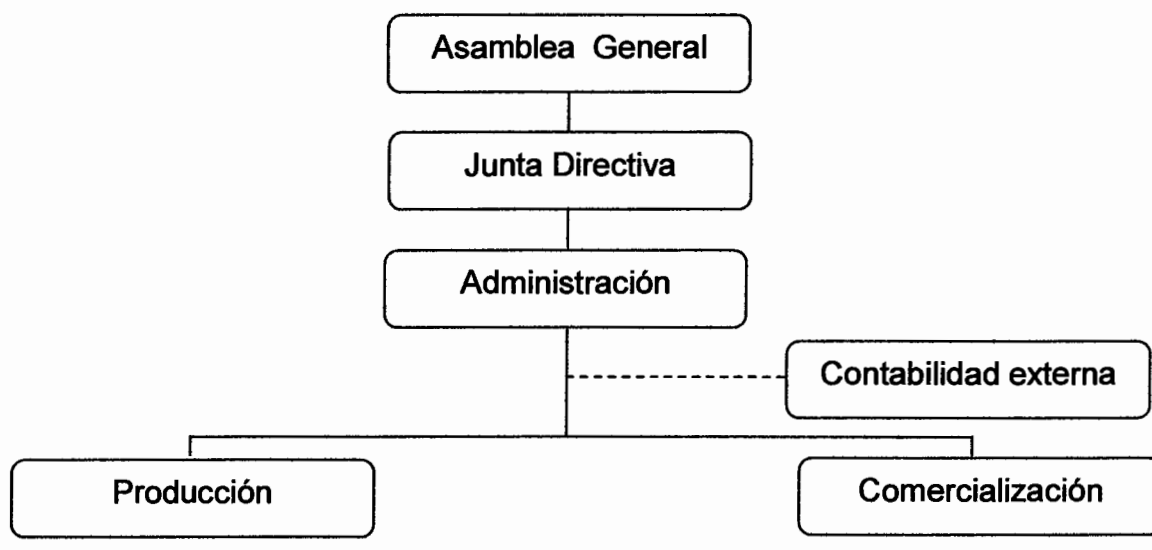 Asamblea General
Junta Directiva
Administración
Contabilidad externa
Producción
Comercialización